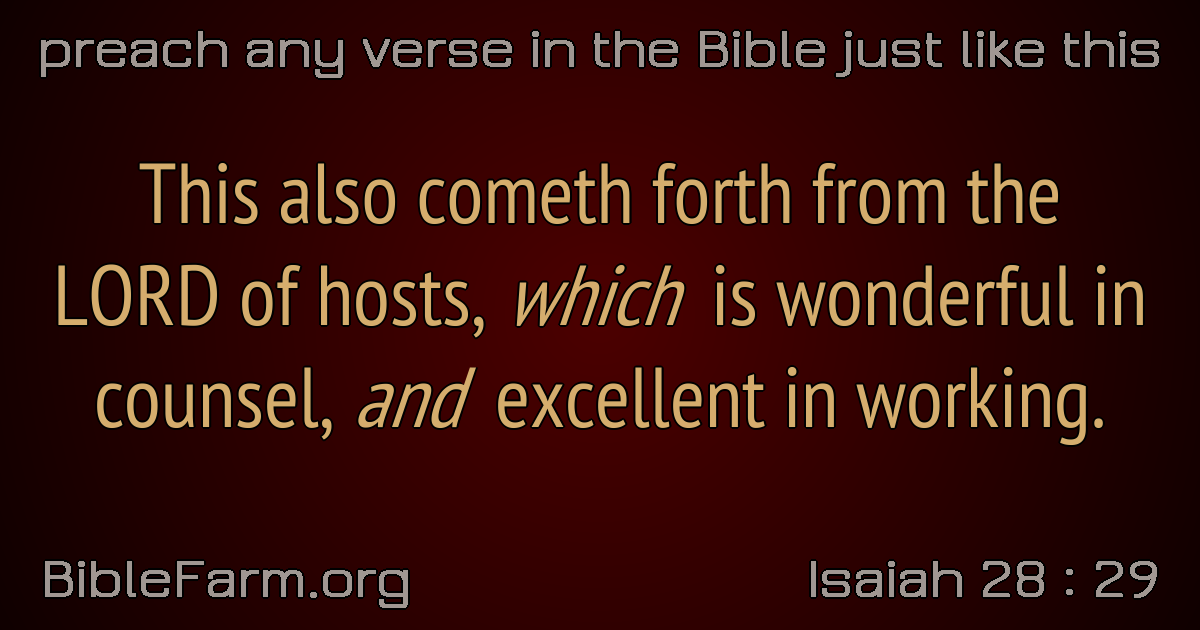 preach any verse in the Bible just like this
This also cometh forth from the
LORD of hosts, which is wonderful in
counsel, and excellent in working.
BibleFarm.org
Isaiah 28 : 29